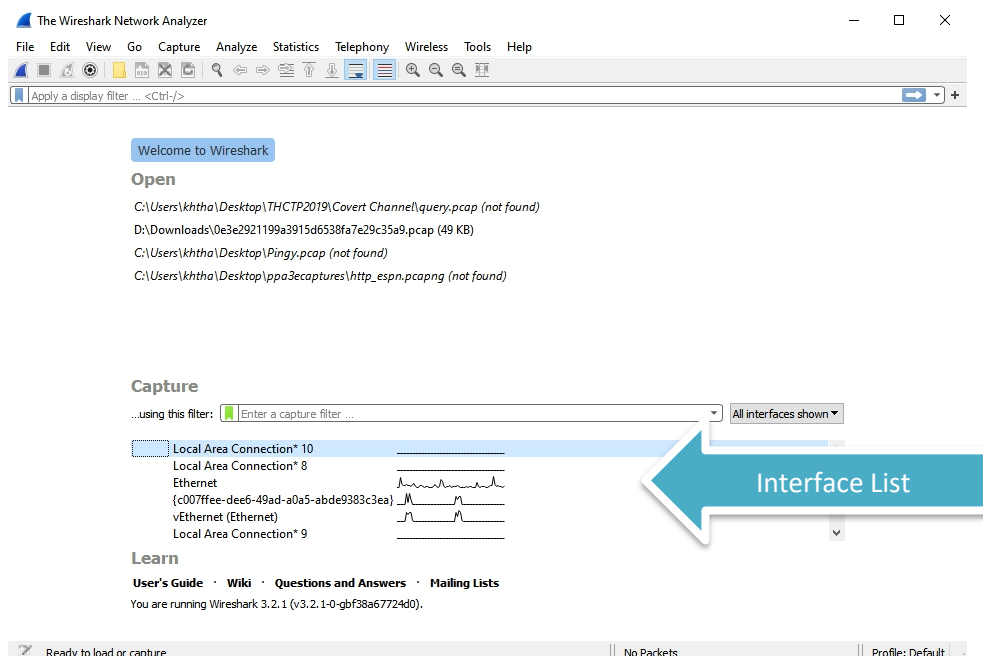 The Wireshark Network Analyzer
File Edit View Go Capture Analyze Statistics Telephony Wireless Tools Help
Apply a display filter ... <Ctrl-/>
Welcome to Wireshark
Open
C:\Users\khtha\Desktop\THCTP2019\Covert Channel\query.pcap (not found)
D:\Downloads\0e3e2921199a3915d6538fa7e29c35a9.pcap (49 KB)
C:\Users\khtha\Desktop\Pingy.pcap (not found)
C:\Users\khtha\Desktop\ppa3ecaptures\http_espn.pcapng (not found)
Capture
...using this filter: Enter a capture filter ... All interfaces shown
Local Area Connection* 10
Local Area Connection* 8
Ethernet
{c007ffee-dee6-49ad-a0a5-abde9383c3ea}
vEthernet (Ethernet)
Local Area Connection* 9
Interface List
Learn
User's Guide · Wiki · Questions and Answers · Mailing Lists
You are running Wireshark 3.2.1 (v3.2.1-0-gbf38a67724d0).
Ready to load or capture No Packets Profile: Default